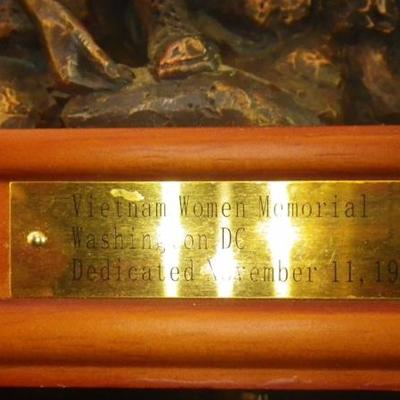 Vietnam Women Memorial
Washington DC
Dedicated November 11, 19